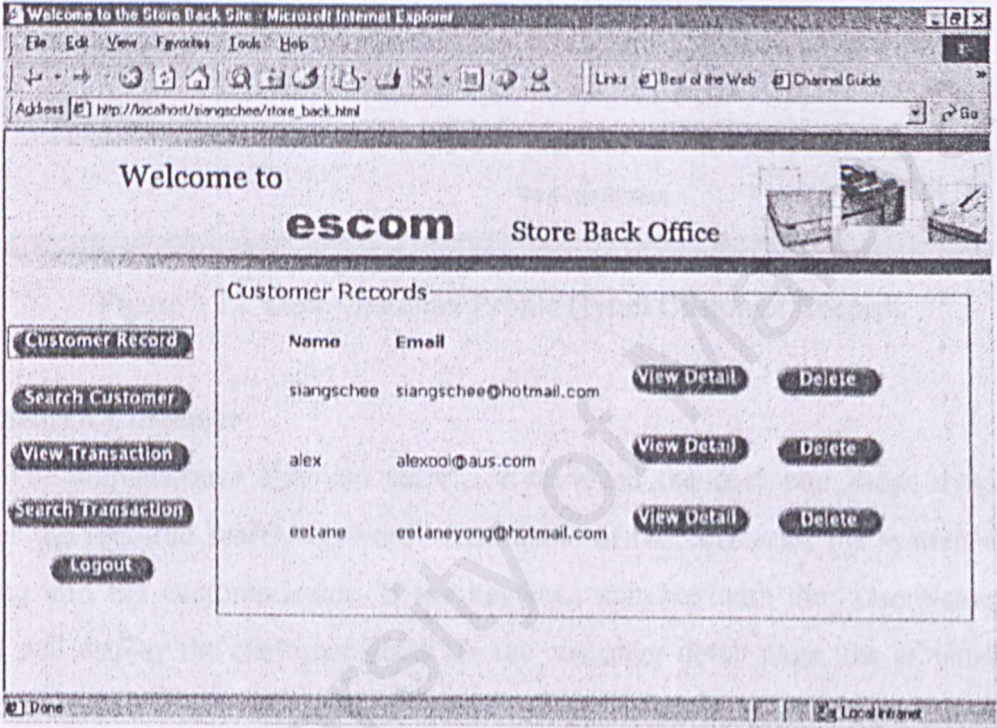 Welcome to the Store Back Site - Microsoft Internet Explorer
File Edit View Favorites Tools Help
Links Best of the Web Channel Guide »
Address http://localhost/siangschee/store_back.html Go
Welcome to
escom Store Back Office
Customer Records
Customer Record
Search Customer
View Transaction
Search Transaction
Logout
Name Email
siangschee siangschee@hotmail.com View Detail Delete
alex alexooi@aus.com View Detail Delete
eetane eetaneyong@hotmail.com View Detail Delete
Done Local intranet